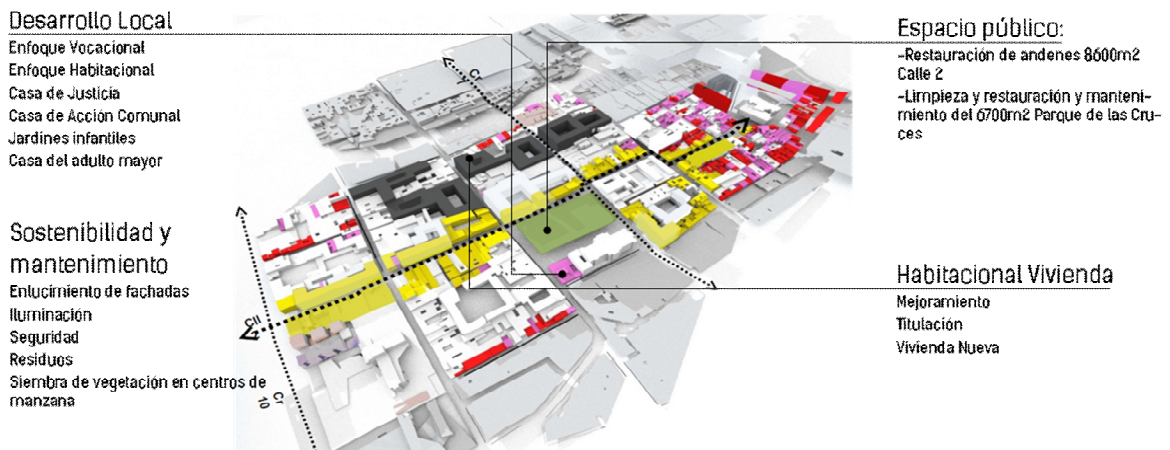 Desarrollo Local
Enfoque Vocacional
Enfoque Habitacional
Casa de Justicia
Casa de Acción Comunal
Jardines infantiles
Casa del adulto mayor
Sostenibilidad y
mantenimiento
Enlucimiento de fachadas
Iluminación
Seguridad
Residuos
Siembra de vegetación en centros de
manzana
Espacio público:
-Restauración de andenes 8600m2
Calle 2
-Limpieza y restauración y manteni-
miento del 6700m2 Parque de las Cru-
ces
Habitacional Vivienda
Mejoramiento
Titulación
Vivienda Nueva
Cr
7
Cll
Cr
10